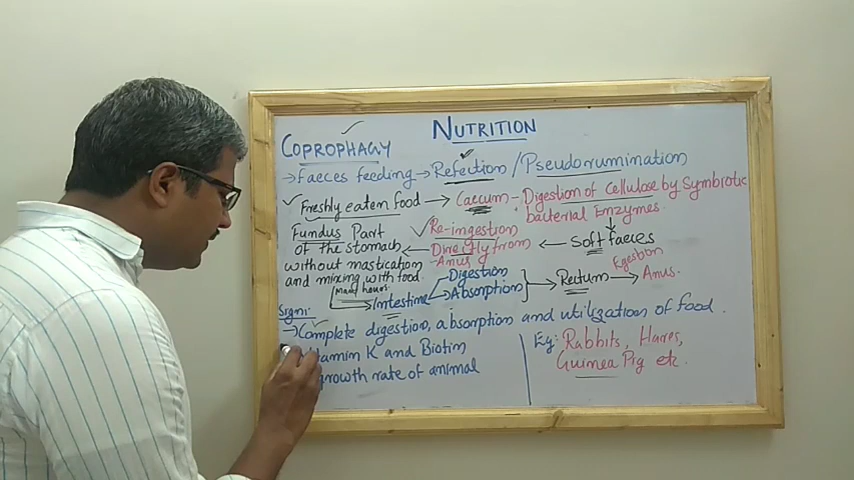 NUTRITION
COPROPHAGY
→ Faeces feeding → Refection / Pseudorumination
Freshly eaten food → Caecum - Digestion of Cellulose by Symbiotic
bacterial Enzymes
Fundus Part
of the stomach
without mastication
and mixing with food.
Re-ingestion
Directly from
Anus
← Soft faeces
Many hours
→ Intestine
Digestion
Absorption
→ Rectum
Egestion
→ Anus.
Signi:
→ Complete digestion, absorption and utilization of food.
Vitamin K and Biotin
growth rate of animal
Eg: Rabbits, Hares,
Guinea Pig etc.